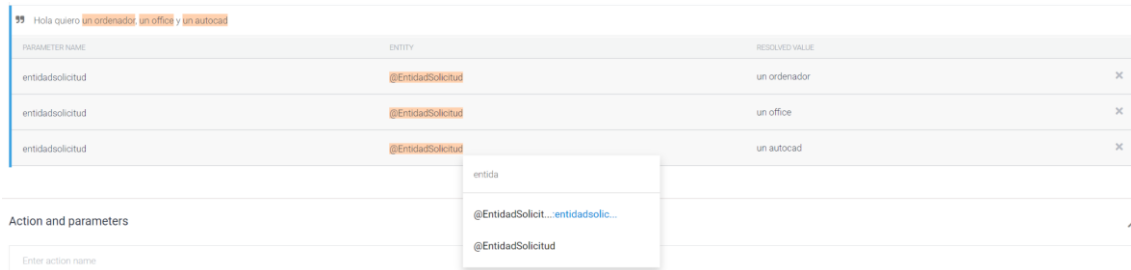 Hola quiero un ordenador, un office y un autocad
PARAMETER NAME ENTITY RESOLVED VALUE
entidadsolicitud @EntidadSolicitud un ordenador
entidadsolicitud @EntidadSolicitud un office
entidadsolicitud @EntidadSolicitud un autocad
entida
@EntidadSolicit...:entidadsolic...
@EntidadSolicitud
Action and parameters
Enter action name